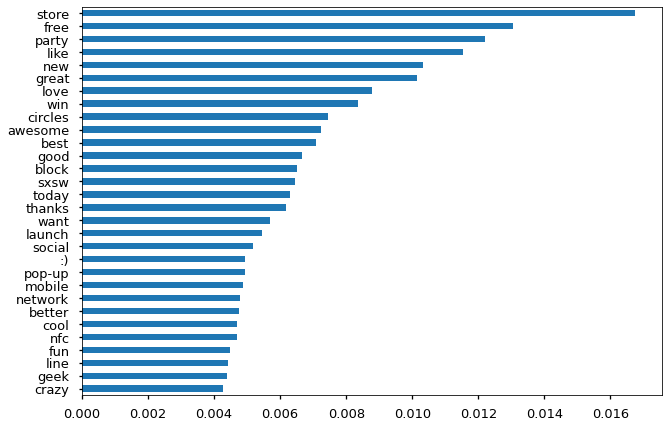 store
free
party
like
new
great
love
win
circles
awesome
best
good
block
sxsw
today
thanks
want
launch
social
:)
pop-up
mobile
network
better
cool
nfc
fun
line
geek
crazy
0.000 0.002 0.004 0.006 0.008 0.010 0.012 0.014 0.016